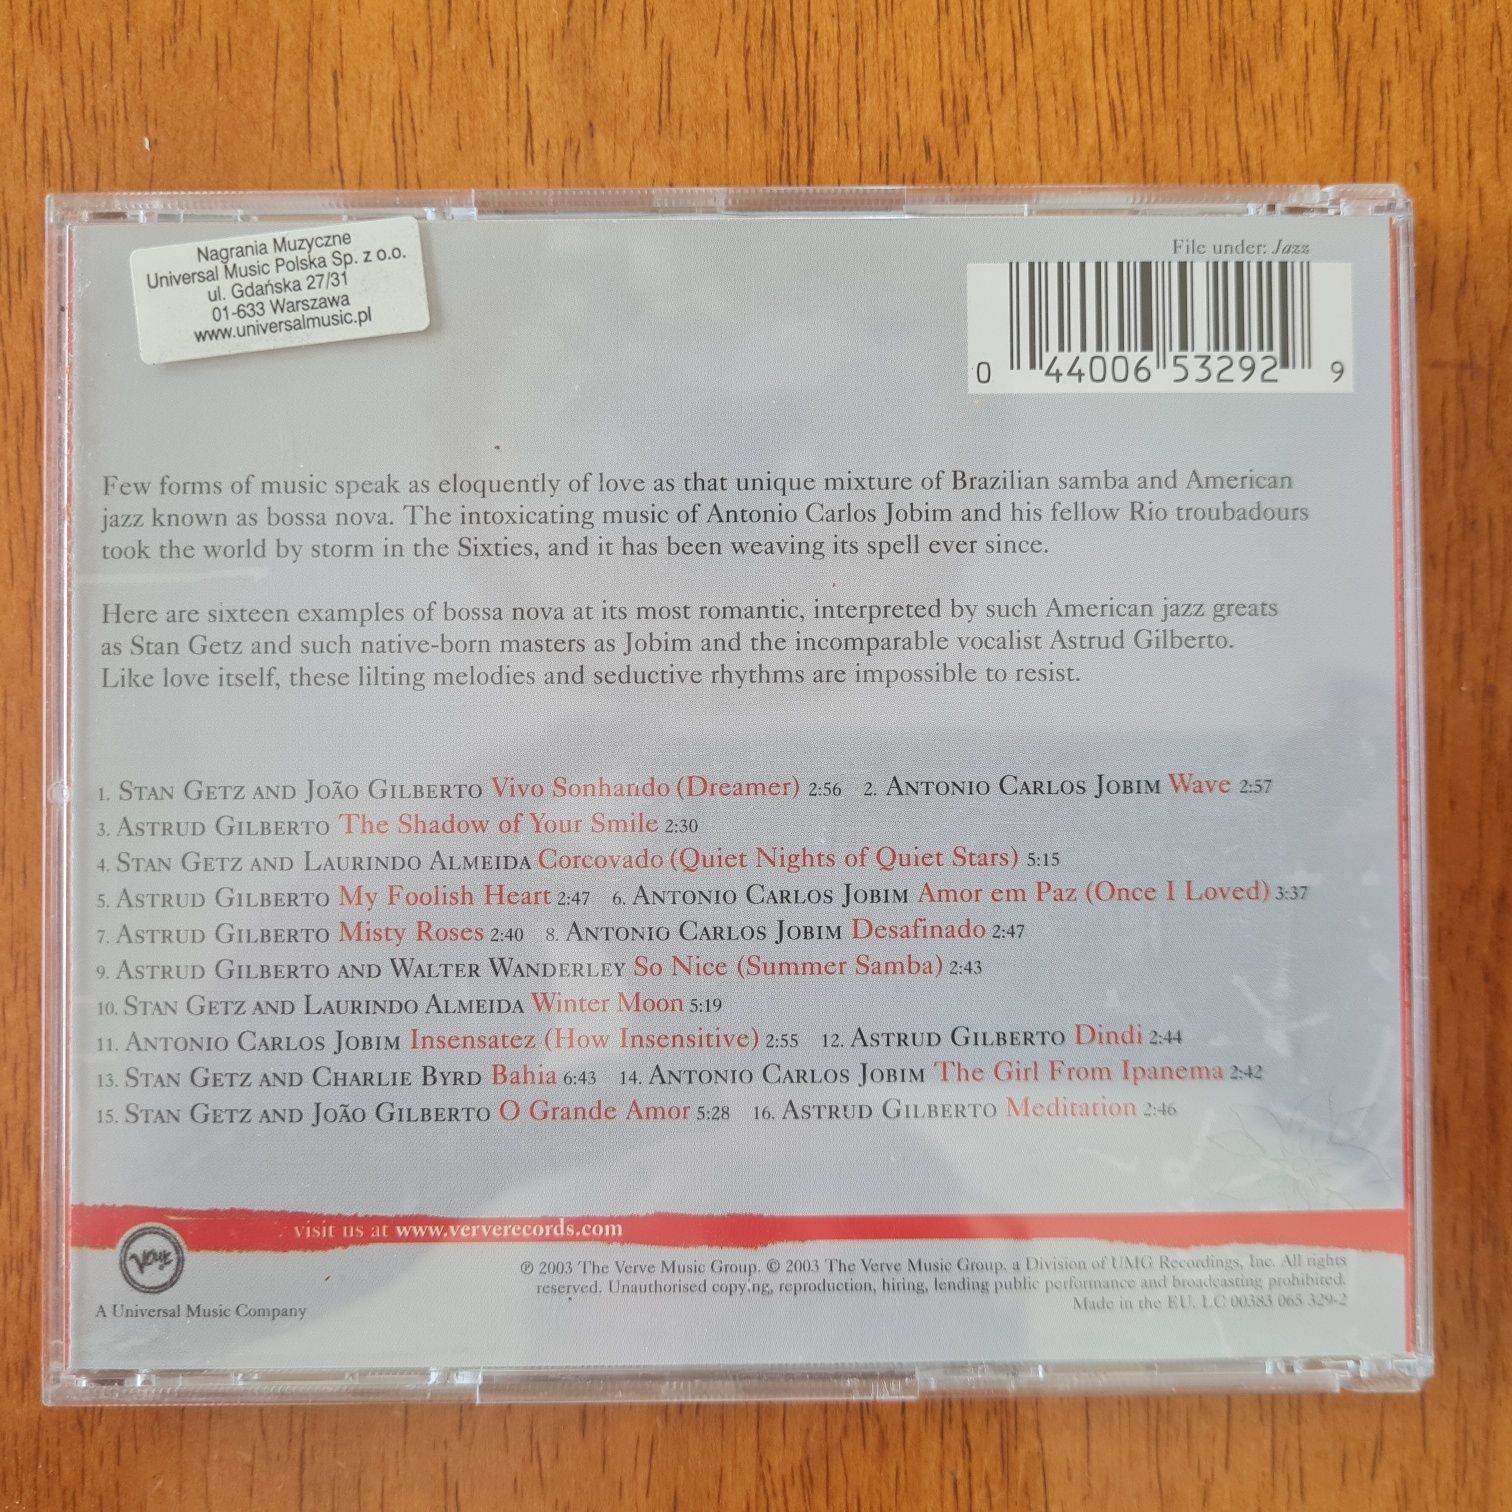 Nagrania Muzyczne
Universal Music Polska Sp. z o.o.
ul. Gdańska 27/31
01-633 Warszawa
www.universalmusic.pl
File under: Jazz
0 44006 53292 9
Few forms of music speak as eloquently of love as that unique mixture of Brazilian samba and American
jazz known as bossa nova. The intoxicating music of Antonio Carlos Jobim and his fellow Rio troubadours
took the world by storm in the Sixties, and it has been weaving its spell ever since.
Here are sixteen examples of bossa nova at its most romantic, interpreted by such American jazz greats
as Stan Getz and such native-born masters as Jobim and the incomparable vocalist Astrud Gilberto.
Like love itself, these lilting melodies and seductive rhythms are impossible to resist.
1. STAN GETZ AND JOÃO GILBERTO Vivo Sonhando (Dreamer) 2:56 2. ANTONIO CARLOS JOBIM Wave 2:57
3. ASTRUD GILBERTO The Shadow of Your Smile 2:30
4. STAN GETZ AND LAURINDO ALMEIDA Corcovado (Quiet Nights of Quiet Stars) 5:15
5. ASTRUD GILBERTO My Foolish Heart 2:47 6. ANTONIO CARLOS JOBIM Amor em Paz (Once I Loved) 3:37
7. ASTRUD GILBERTO Misty Roses 2:40 8. ANTONIO CARLOS JOBIM Desafinado 2:47
9. ASTRUD GILBERTO AND WALTER WANDERLEY So Nice (Summer Samba) 2:43
10. STAN GETZ AND LAURINDO ALMEIDA Winter Moon 5:19
11. ANTONIO CARLOS JOBIM Insensatez (How Insensitive) 2:55 12. ASTRUD GILBERTO Dindi 2:44
13. STAN GETZ AND CHARLIE BYRD Bahia 6:43 14. ANTONIO CARLOS JOBIM The Girl From Ipanema 2:42
15. STAN GETZ AND JOÃO GILBERTO O Grande Amor 5:28 16. ASTRUD GILBERTO Meditation 2:46
visit us at www.ververecords.com
Verve
A Universal Music Company
℗ 2003 The Verve Music Group. © 2003 The Verve Music Group. a Division of UMG Recordings, Inc. All rights
reserved. Unauthorised copying, reproduction, hiring, lending public performance and broadcasting prohibited.
Made in the EU. LC 00383 065 329-2